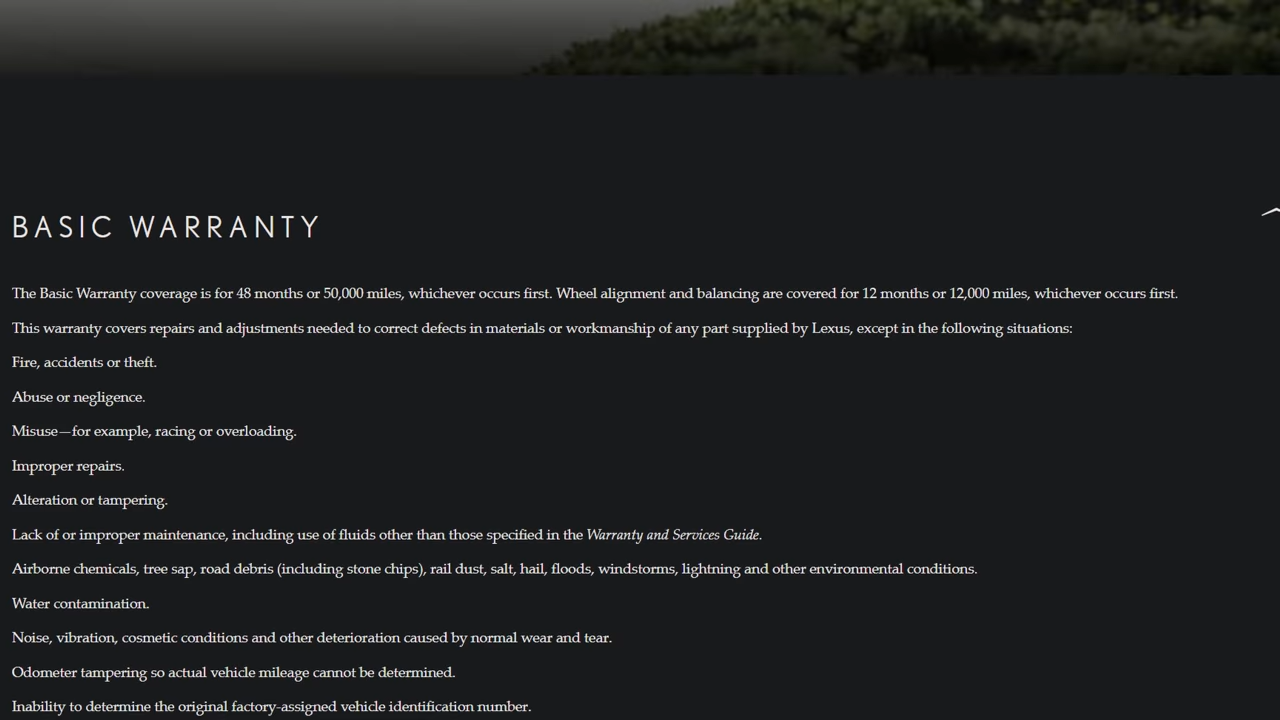 BASIC WARRANTY
The Basic Warranty coverage is for 48 months or 50,000 miles, whichever occurs first. Wheel alignment and balancing are covered for 12 months or 12,000 miles, whichever occurs first.
This warranty covers repairs and adjustments needed to correct defects in materials or workmanship of any part supplied by Lexus, except in the following situations:
Fire, accidents or theft.
Abuse or negligence.
Misuse—for example, racing or overloading.
Improper repairs.
Alteration or tampering.
Lack of or improper maintenance, including use of fluids other than those specified in the Warranty and Services Guide.
Airborne chemicals, tree sap, road debris (including stone chips), rail dust, salt, hail, floods, windstorms, lightning and other environmental conditions.
Water contamination.
Noise, vibration, cosmetic conditions and other deterioration caused by normal wear and tear.
Odometer tampering so actual vehicle mileage cannot be determined.
Inability to determine the original factory-assigned vehicle identification number.